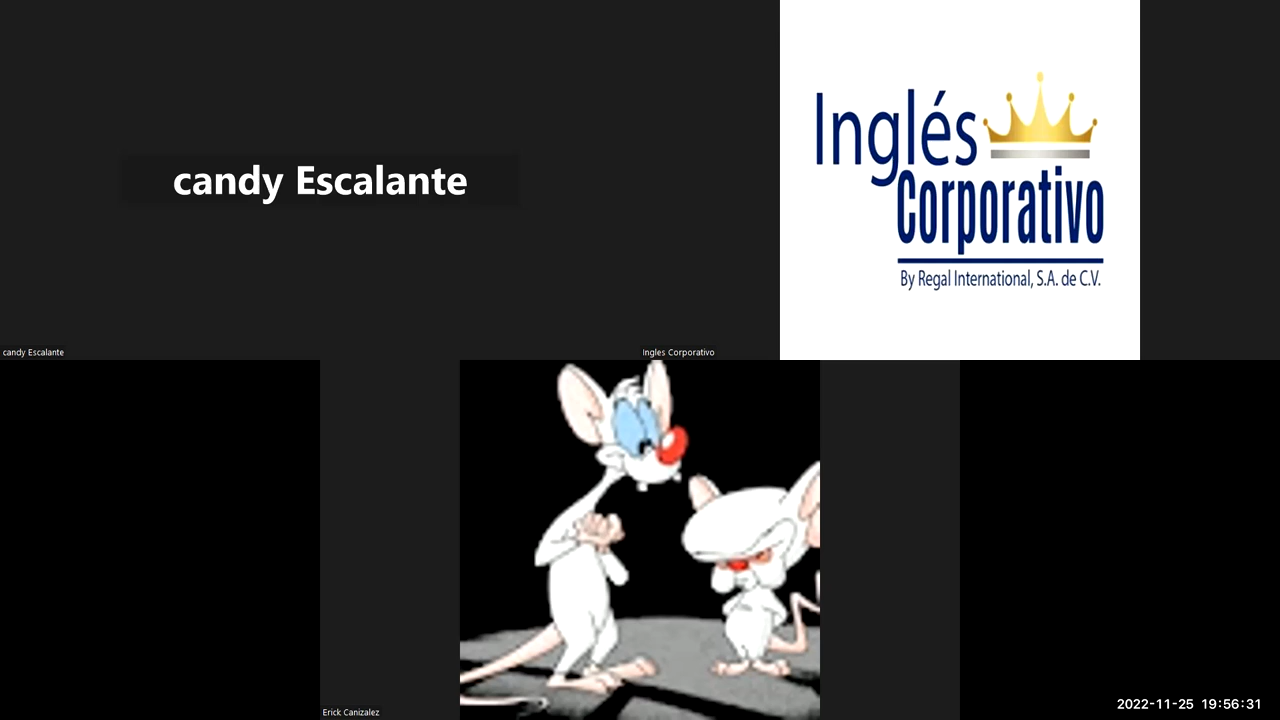 candy Escalante
Inglés
Corporativo
By Regal International, S.A. de C.V.
candy Escalante
Ingles Corporativo
Erick Canizalez
2022-11-25 19:56:31